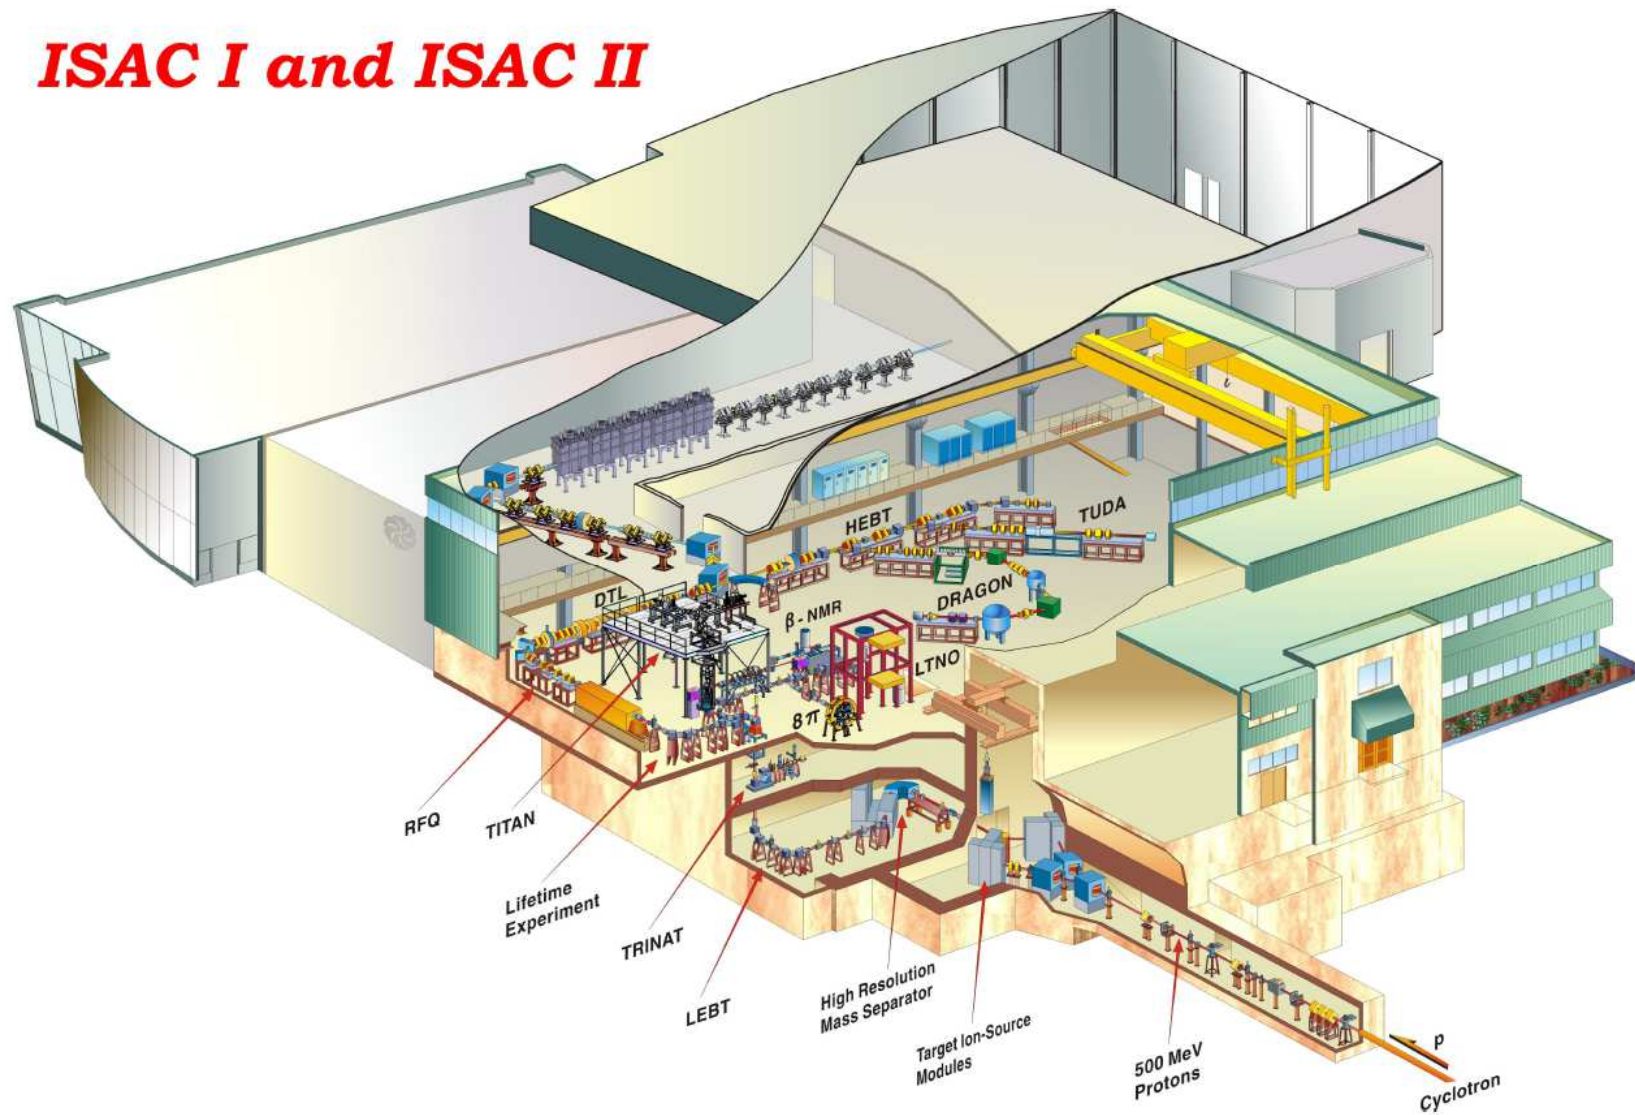 ISAC I and ISAC II
HEBT
TUDA
DTL
β-NMR
DRAGON
LTNO
8π
RFQ
TITAN
Lifetime
Experiment
TRINAT
LEBT
High Resolution
Mass Separator
Target Ion-Source
Modules
500 MeV
Protons
p
Cyclotron